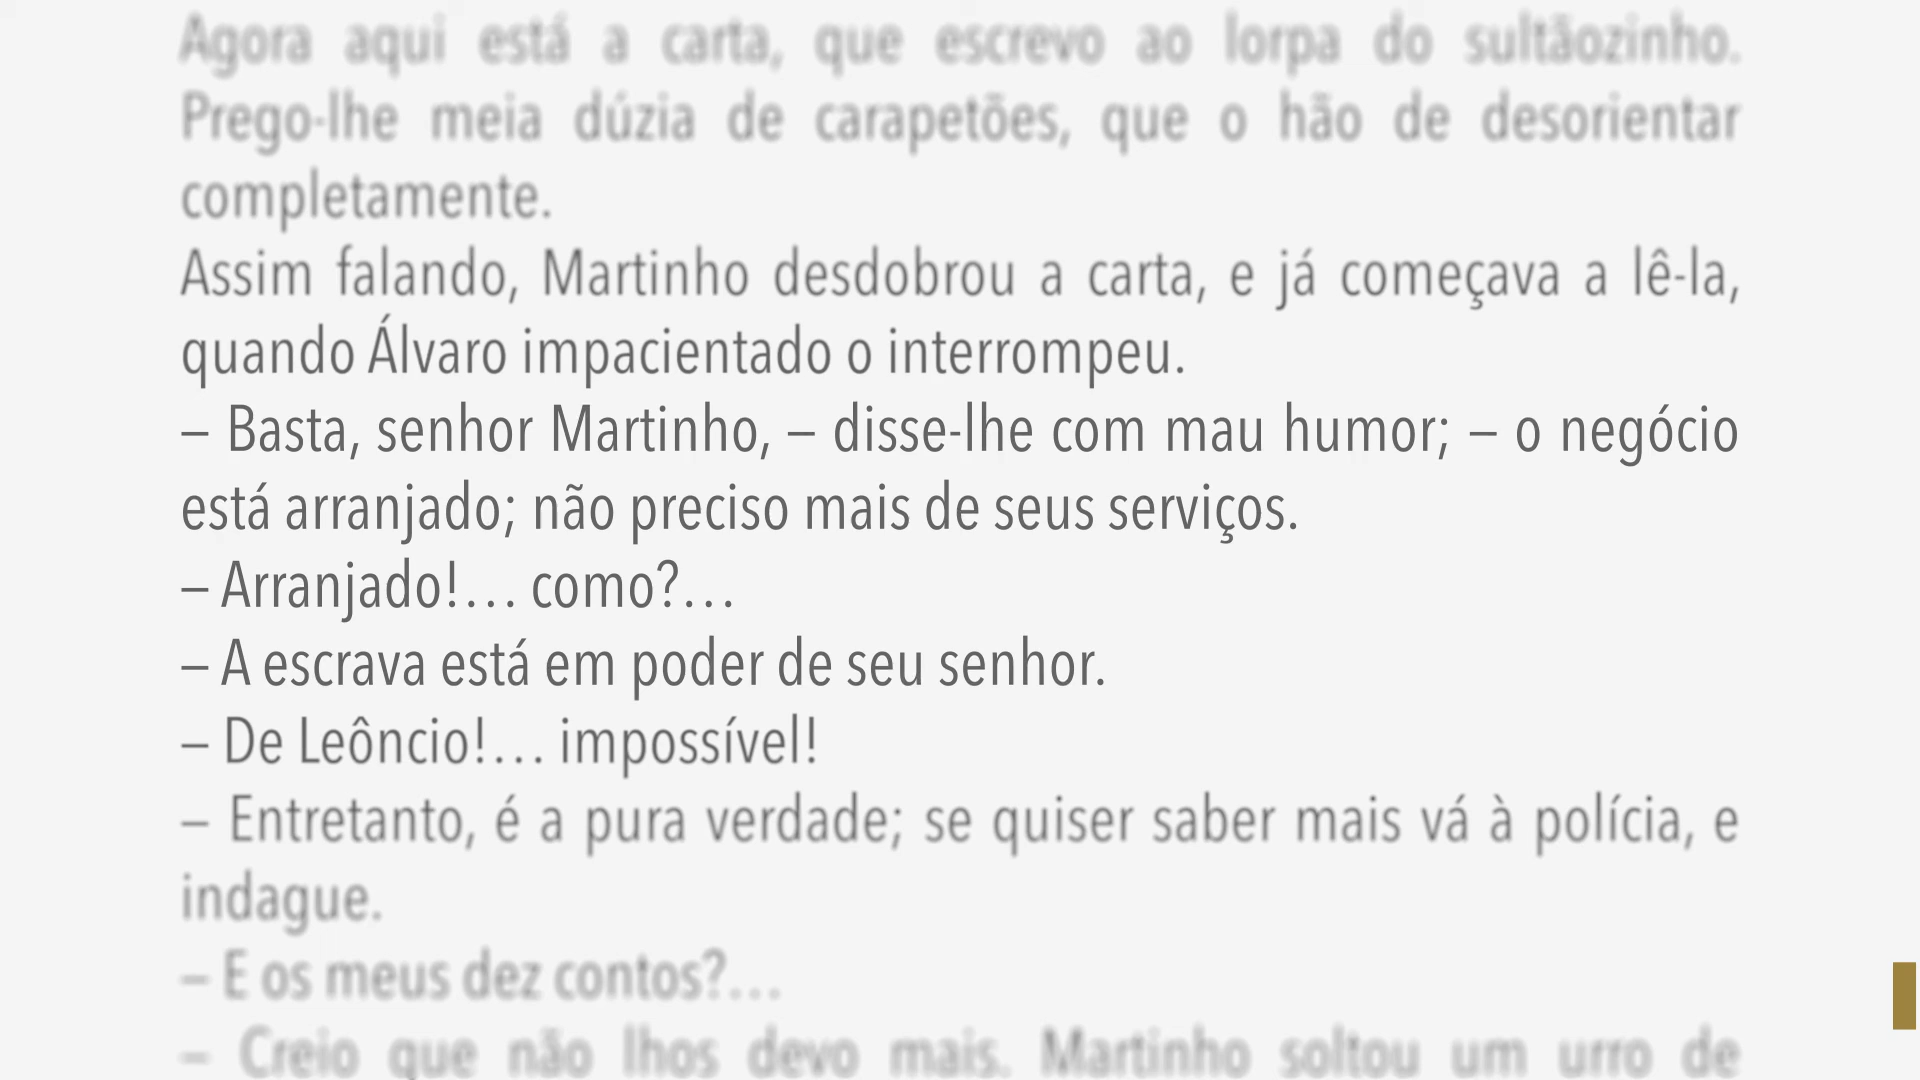 Agora aqui está a carta, que escrevo ao lorpa do sultãozinho.
Prego-lhe meia dúzia de carapetões, que o hão de desorientar
completamente.
Assim falando, Martinho desdobrou a carta, e já começava a lê-la,
quando Álvaro impacientado o interrompeu.
– Basta, senhor Martinho, – disse-lhe com mau humor; – o negócio
está arranjado; não preciso mais de seus serviços.
– Arranjado!… como?…
– A escrava está em poder de seu senhor.
– De Leôncio!… impossível!
– Entretanto, é a pura verdade; se quiser saber mais vá à polícia, e
indague.
– E os meus dez contos?…
– Creio que não lhos devo mais. Martinho soltou um urro de